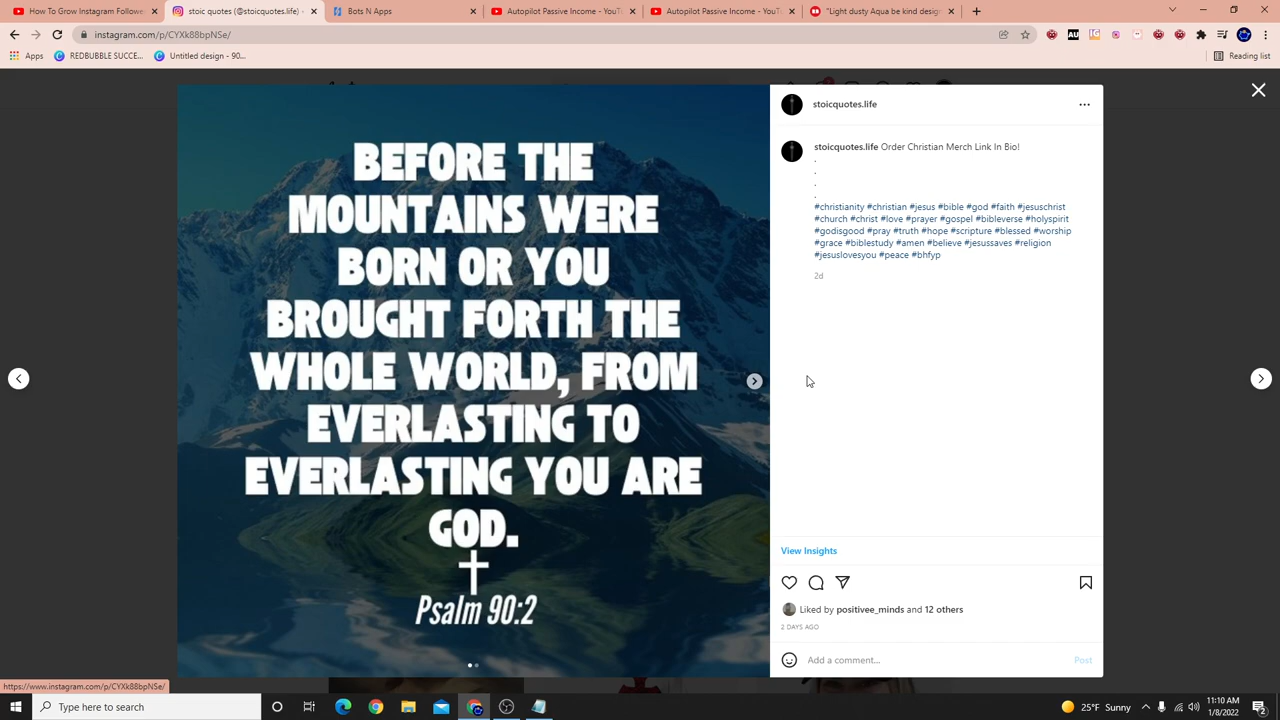 How To Grow Instagram Followe
stoic quotes (@stoicquotes.life)
Bots N Apps
Autopilot Passive Income - YouT
Autopilot Passive Income - YouT
"Light dues to the bike kind" desig
instagram.com/p/CYXk88bpNSe/
Apps
REDBUBBLE SUCCE...
Untitled design - 90...
Reading list
BEFORE THE
MOUNTAINS WERE
BORN OR YOU
BROUGHT FORTH THE
WHOLE WORLD, FROM
EVERLASTING TO
EVERLASTING YOU ARE
GOD.
Psalm 90:2
stoicquotes.life
stoicquotes.life Order Christian Merch Link In Bio!
.
.
.
.
#christianity #christian #jesus #bible #god #faith #jesuschrist
#church #christ #love #prayer #gospel #bibleverse #holyspirit
#godisgood #pray #truth #hope #scripture #blessed #worship
#grace #biblestudy #amen #believe #jesussaves #religion
#jesuslovesyou #peace #bhfyp
2d
View Insights
Liked by positivee_minds and 12 others
2 DAYS AGO
Add a comment...
Post
https://www.instagram.com/p/CYXk88bpNSe/
Type here to search
25°F Sunny
11:10 AM
1/8/2022